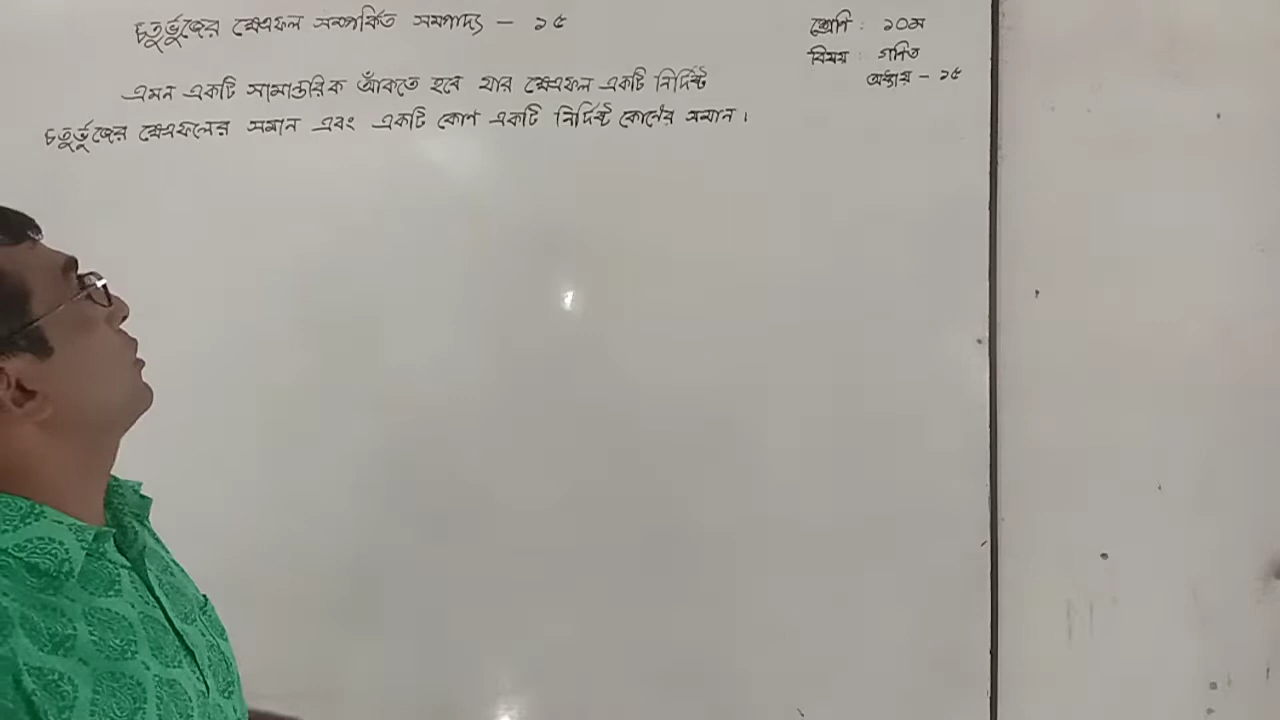 চতুর্ভুজের ক্ষেত্রফল সম্পর্কিত সম্পাদ্য - ১৫
শ্রেণি : ১০ম
বিষয় : গণিত
অধ্যায় - ১৫
এমন একটি সামান্তরিক আঁকতে হবে যার ক্ষেত্রফল একটি নির্দিষ্ট
চতুর্ভুজের ক্ষেত্রফলের সমান এবং একটি কোণ একটি নির্দিষ্ট কোণের সমান।